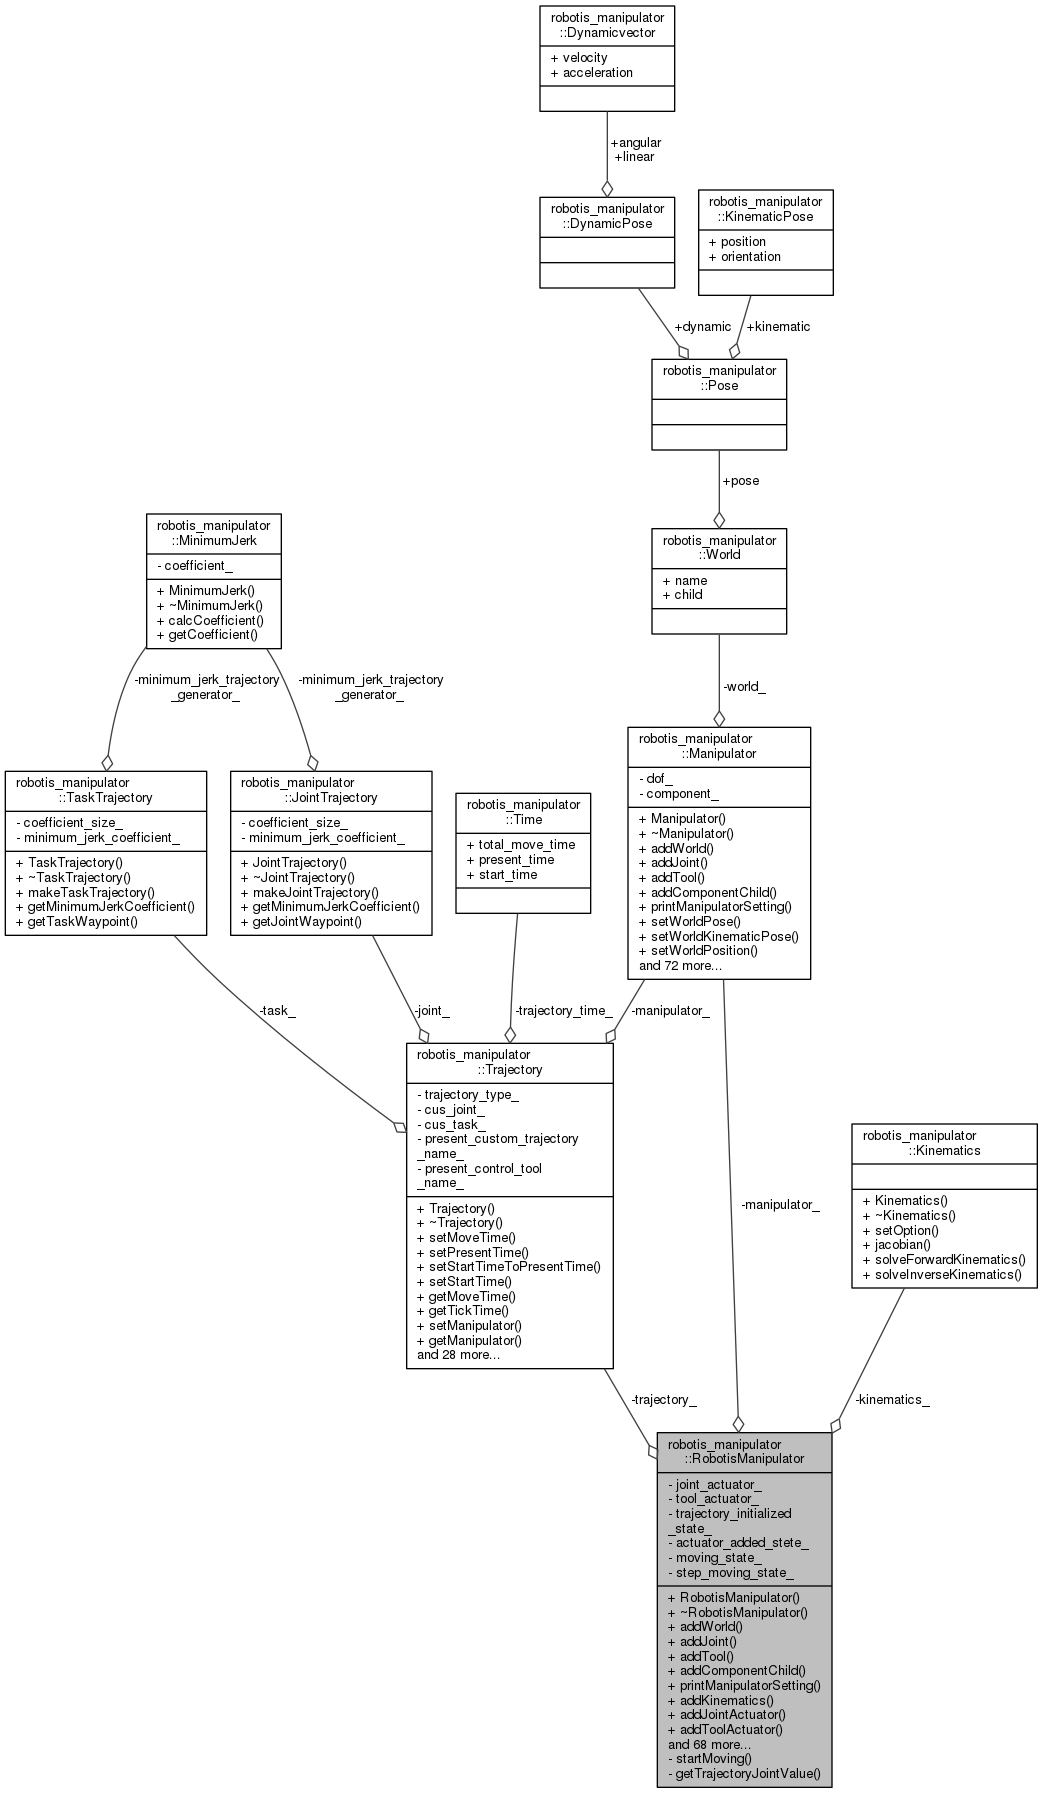 robotis_manipulator
::Dynamicvector
+ velocity
+ acceleration
+angular
+linear
robotis_manipulator
::DynamicPose
robotis_manipulator
::KinematicPose
+ position
+ orientation
+dynamic
+kinematic
robotis_manipulator
::Pose
+pose
robotis_manipulator
::World
+ name
+ child
-world_
robotis_manipulator
::MinimumJerk
- coefficient_
+ MinimumJerk()
+ ~MinimumJerk()
+ calcCoefficient()
+ getCoefficient()
-minimum_jerk_trajectory
_generator_
-minimum_jerk_trajectory
_generator_
robotis_manipulator
::TaskTrajectory
- coefficient_size_
- minimum_jerk_coefficient_
+ TaskTrajectory()
+ ~TaskTrajectory()
+ makeTaskTrajectory()
+ getMinimumJerkCoefficient()
+ getTaskWaypoint()
robotis_manipulator
::JointTrajectory
- coefficient_size_
- minimum_jerk_coefficient_
+ JointTrajectory()
+ ~JointTrajectory()
+ makeJointTrajectory()
+ getMinimumJerkCoefficient()
+ getJointWaypoint()
robotis_manipulator
::Time
+ total_move_time
+ present_time
+ start_time
robotis_manipulator
::Manipulator
- dof_
- component_
+ Manipulator()
+ ~Manipulator()
+ addWorld()
+ addJoint()
+ addTool()
+ addComponentChild()
+ printManipulatorSetting()
+ setWorldPose()
+ setWorldKinematicPose()
+ setWorldPosition()
and 72 more...
-task_
-joint_
-trajectory_time_
-manipulator_
robotis_manipulator
::Trajectory
- trajectory_type_
- cus_joint_
- cus_task_
- present_custom_trajectory
_name_
- present_control_tool
_name_
+ Trajectory()
+ ~Trajectory()
+ setMoveTime()
+ setPresentTime()
+ setStartTimeToPresentTime()
+ setStartTime()
+ getMoveTime()
+ getTickTime()
+ setManipulator()
+ getManipulator()
and 28 more...
-manipulator_
robotis_manipulator
::Kinematics
+ Kinematics()
+ ~Kinematics()
+ setOption()
+ jacobian()
+ solveForwardKinematics()
+ solveInverseKinematics()
-trajectory_
-kinematics_
robotis_manipulator
::RobotisManipulator
- joint_actuator_
- tool_actuator_
- trajectory_initialized
_state_
- actuator_added_stete_
- moving_state_
- step_moving_state_
+ RobotisManipulator()
+ ~RobotisManipulator()
+ addWorld()
+ addJoint()
+ addTool()
+ addComponentChild()
+ printManipulatorSetting()
+ addKinematics()
+ addJointActuator()
+ addToolActuator()
and 68 more...
- startMoving()
- getTrajectoryJointValue()